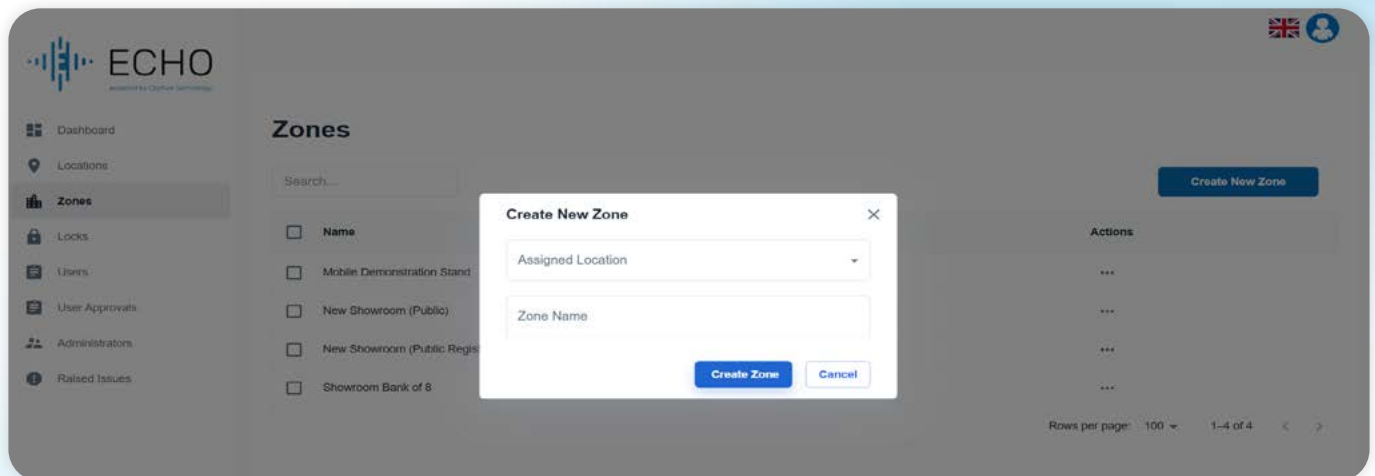 ECHO
Dashboard
Locations
Zones
Locks
Users
User Approvals
Administrators
Raised Issues
Zones
Search...
Create New Zone
Name
Actions
Mobile Demonstration Stand
New Showroom (Public)
New Showroom (Public Regis
Showroom Bank of 8
Create New Zone
Assigned Location
Zone Name
Create Zone
Cancel
Rows per page: 100
1–4 of 4